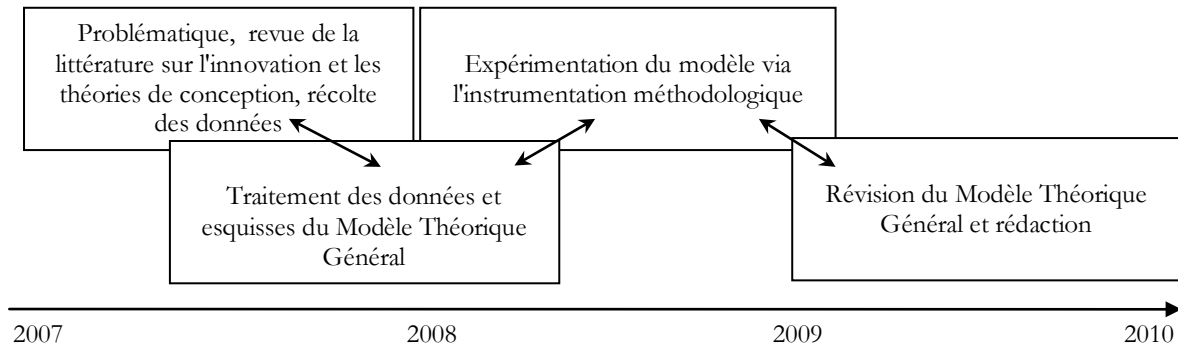 Problématique, revue de la
littérature sur l'innovation et les
théories de conception, récolte
des données
Expérimentation du modèle via
l'instrumentation méthodologique
Traitement des données et
esquisses du Modèle Théorique
Général
Révision du Modèle Théorique
Général et rédaction
2007
2008
2009
2010